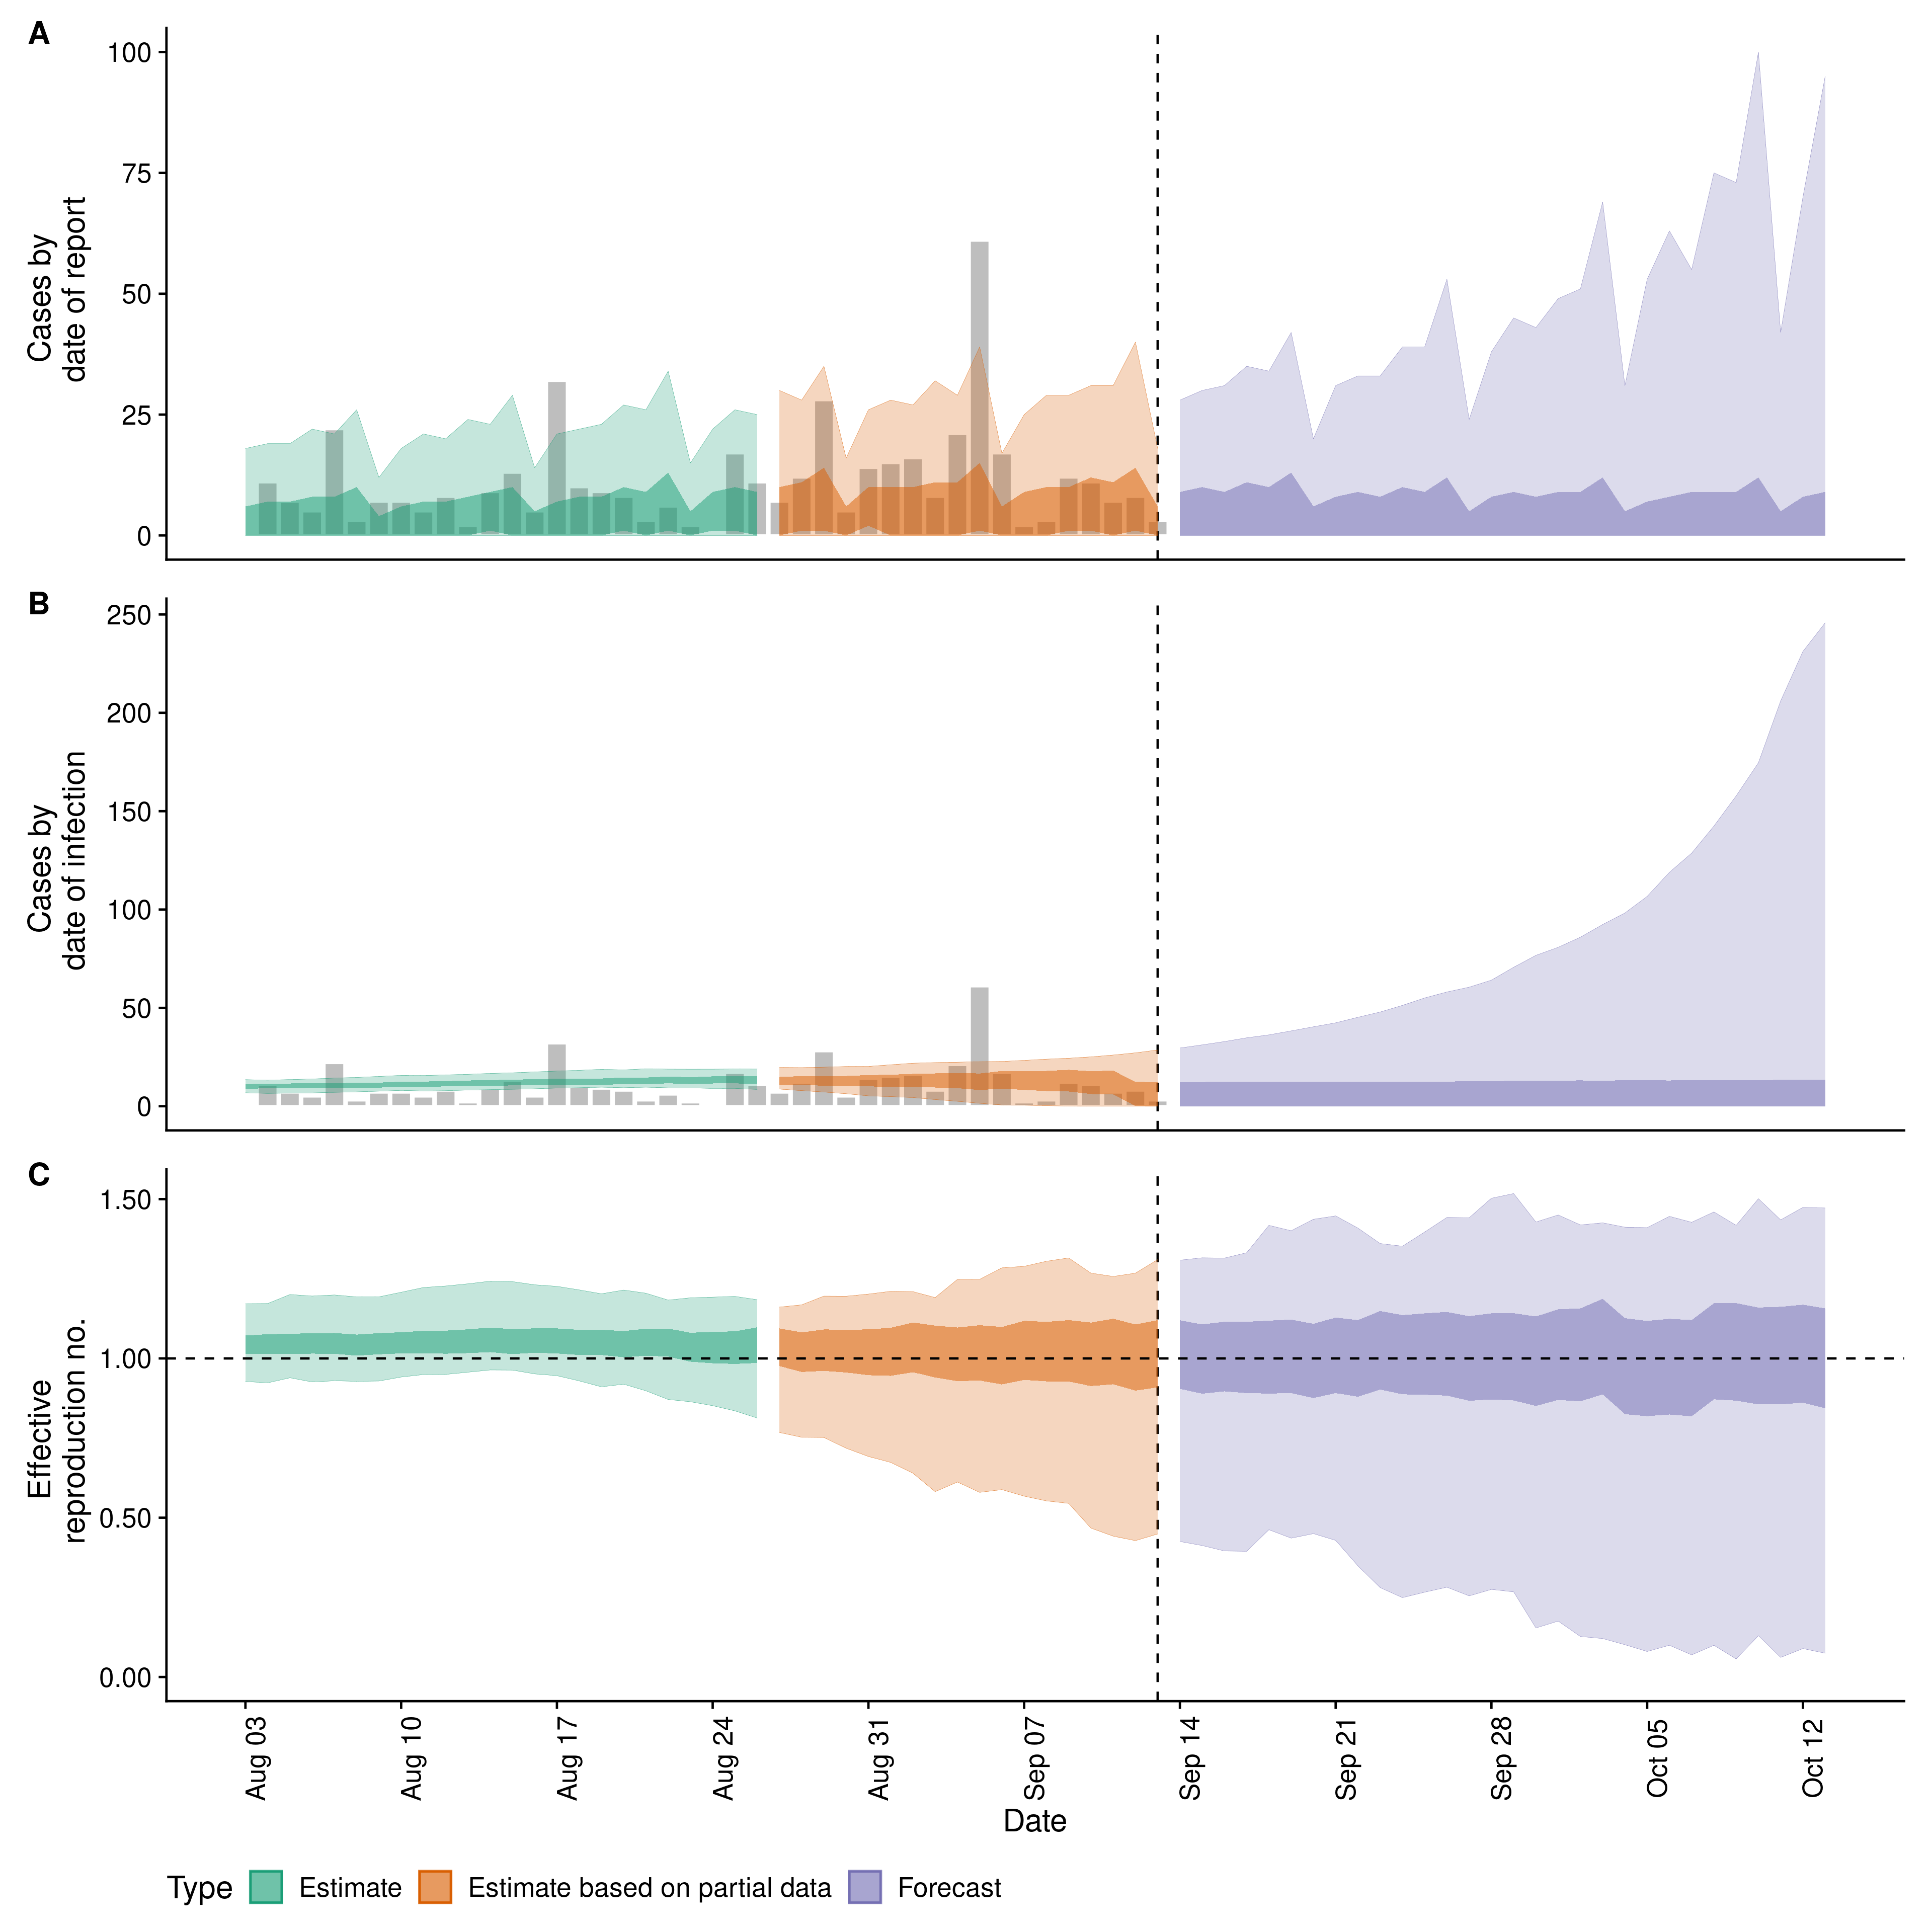 A
Cases by
date of report
100
75
50
25
0
B
Cases by
date of infection
250
200
150
100
50
0
C
Effective
reproduction no.
1.50
1.00
0.50
0.00
Aug 03
Aug 10
Aug 17
Aug 24
Aug 31
Sep 07
Sep 14
Sep 21
Sep 28
Oct 05
Oct 12
Date
Type Estimate Estimate based on partial data Forecast